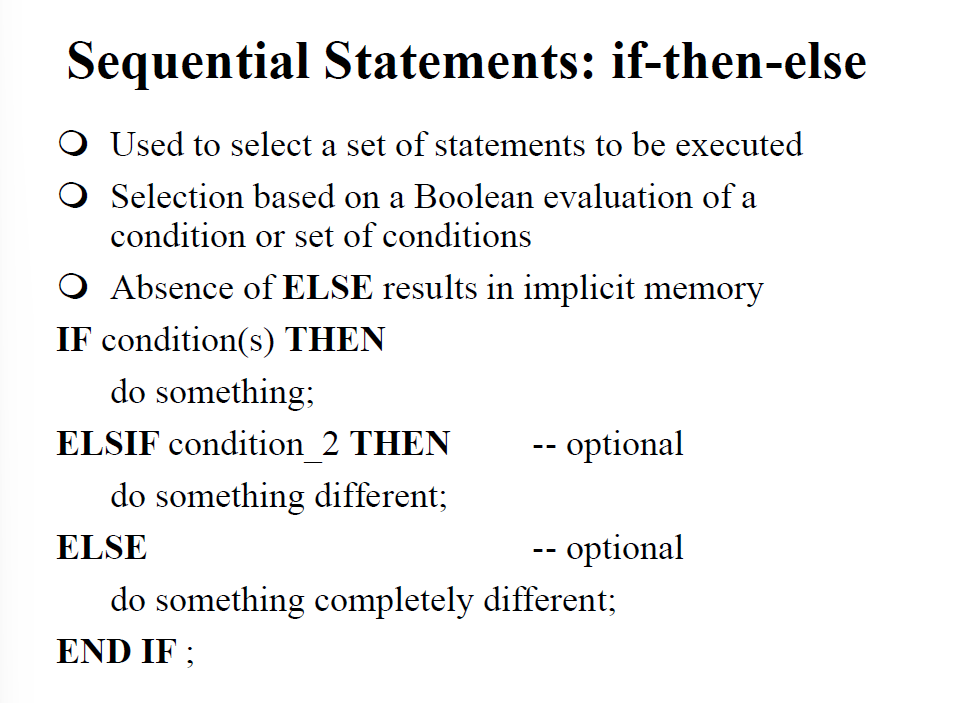 Sequential Statements: if-then-else
Used to select a set of statements to be executed
Selection based on a Boolean evaluation of a
condition or set of conditions
Absence of ELSE results in implicit memory
IF condition(s) THEN
do something;
ELSIF condition_2 THEN -- optional
do something different;
ELSE -- optional
do something completely different;
END IF ;